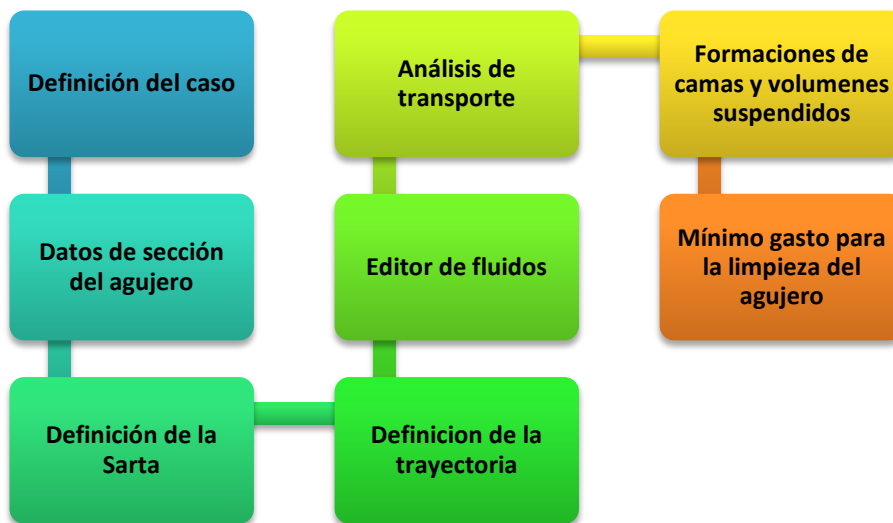 Definición del caso
Datos de sección
del agujero
Definición de la
Sarta
Definicion de la
trayectoria
Editor de fluidos
Análisis de
transporte
Formaciones de
camas y volumenes
suspendidos
Mínimo gasto para
la limpieza del
agujero